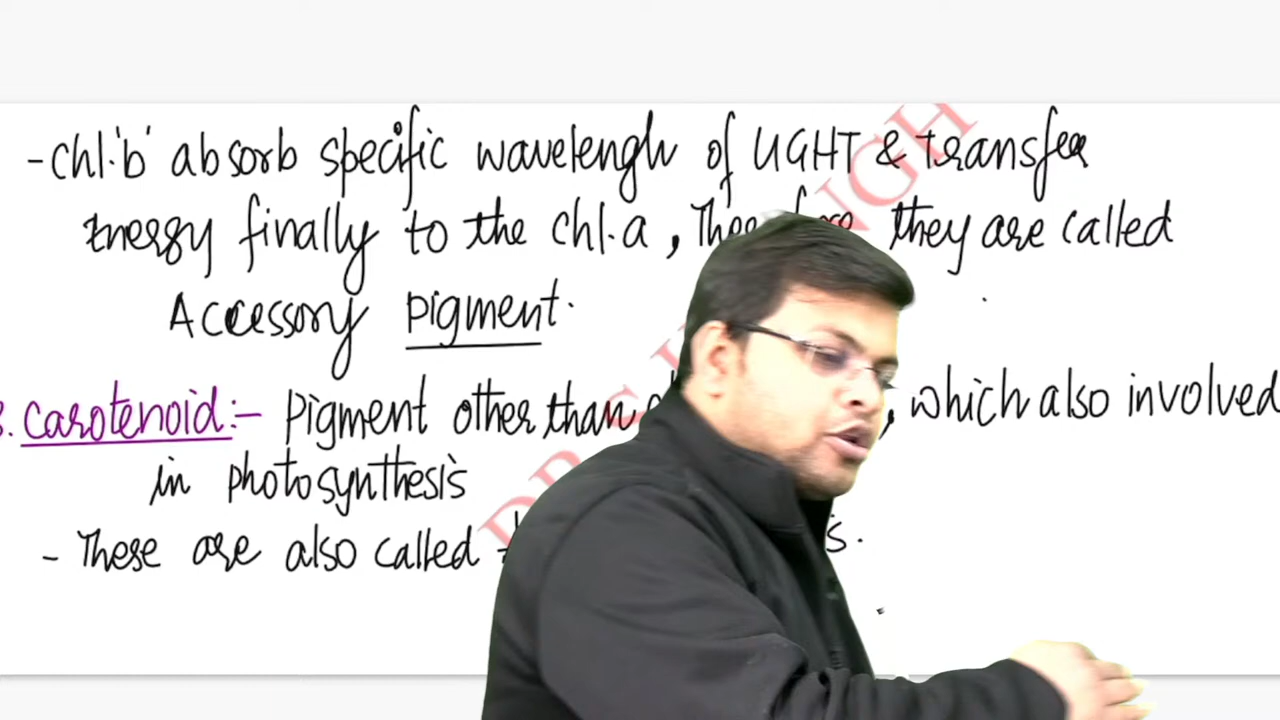 -chl.'b' absorb specific wavelength of LIGHT & transfer
Energy finally to the chl.a, they are called
Accessory pigment.
3. carotenoid:- pigment other than , which also involved
in photosynthesis
- These are also called